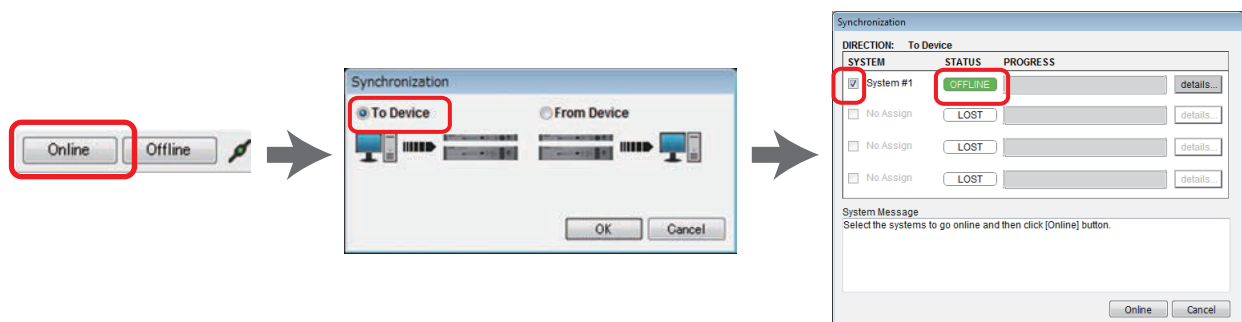 Online Offline
Synchronization
To Device From Device
OK Cancel
Synchronization
DIRECTION: To Device
SYSTEM STATUS PROGRESS
System #1 OFFLINE details...
No Assign LOST details...
No Assign LOST details...
No Assign LOST details...
System Message
Select the systems to go online and then click [Online] button.
Online Cancel